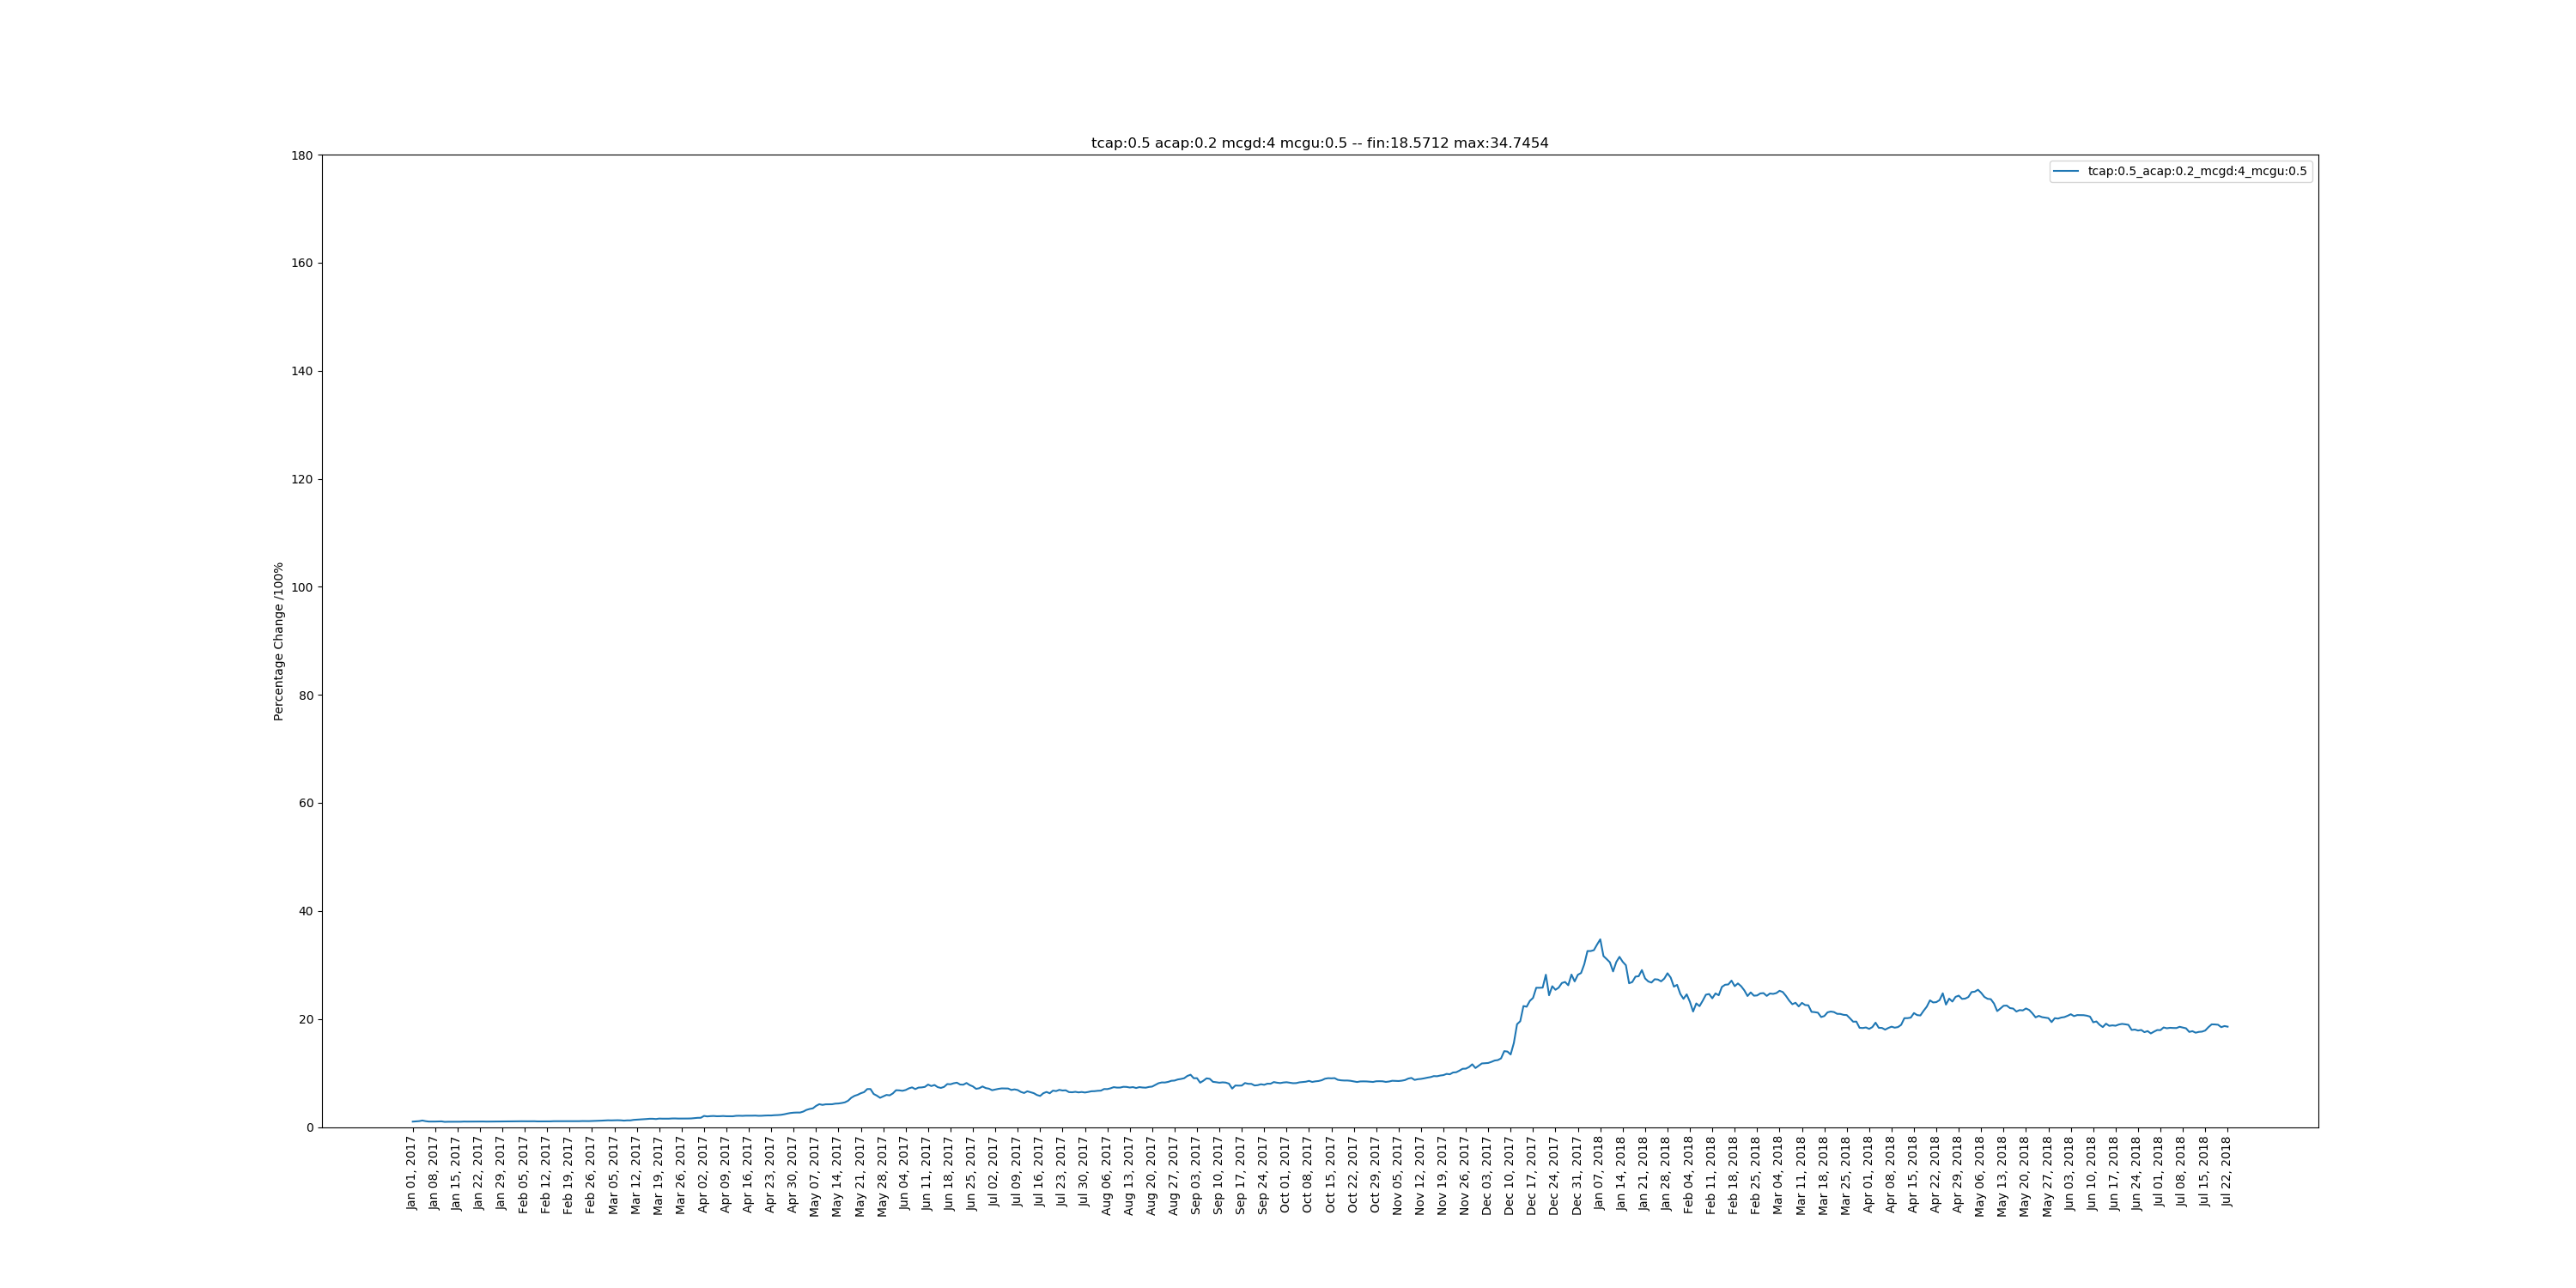 tcap:0.5 acap:0.2 mcgd:4 mcgu:0.5 -- fin:18.5712 max:34.7454
tcap:0.5_acap:0.2_mcgd:4_mcgu:0.5
Percentage Change /100%
180
160
140
120
100
80
60
40
20
0
Jan 01, 2017
Jan 08, 2017
Jan 15, 2017
Jan 22, 2017
Jan 29, 2017
Feb 05, 2017
Feb 12, 2017
Feb 19, 2017
Feb 26, 2017
Mar 05, 2017
Mar 12, 2017
Mar 19, 2017
Mar 26, 2017
Apr 02, 2017
Apr 09, 2017
Apr 16, 2017
Apr 23, 2017
Apr 30, 2017
May 07, 2017
May 14, 2017
May 21, 2017
May 28, 2017
Jun 04, 2017
Jun 11, 2017
Jun 18, 2017
Jun 25, 2017
Jul 02, 2017
Jul 09, 2017
Jul 16, 2017
Jul 23, 2017
Jul 30, 2017
Aug 06, 2017
Aug 13, 2017
Aug 20, 2017
Aug 27, 2017
Sep 03, 2017
Sep 10, 2017
Sep 17, 2017
Sep 24, 2017
Oct 01, 2017
Oct 08, 2017
Oct 15, 2017
Oct 22, 2017
Oct 29, 2017
Nov 05, 2017
Nov 12, 2017
Nov 19, 2017
Nov 26, 2017
Dec 03, 2017
Dec 10, 2017
Dec 17, 2017
Dec 24, 2017
Dec 31, 2017
Jan 07, 2018
Jan 14, 2018
Jan 21, 2018
Jan 28, 2018
Feb 04, 2018
Feb 11, 2018
Feb 18, 2018
Feb 25, 2018
Mar 04, 2018
Mar 11, 2018
Mar 18, 2018
Mar 25, 2018
Apr 01, 2018
Apr 08, 2018
Apr 15, 2018
Apr 22, 2018
Apr 29, 2018
May 06, 2018
May 13, 2018
May 20, 2018
May 27, 2018
Jun 03, 2018
Jun 10, 2018
Jun 17, 2018
Jun 24, 2018
Jul 01, 2018
Jul 08, 2018
Jul 15, 2018
Jul 22, 2018